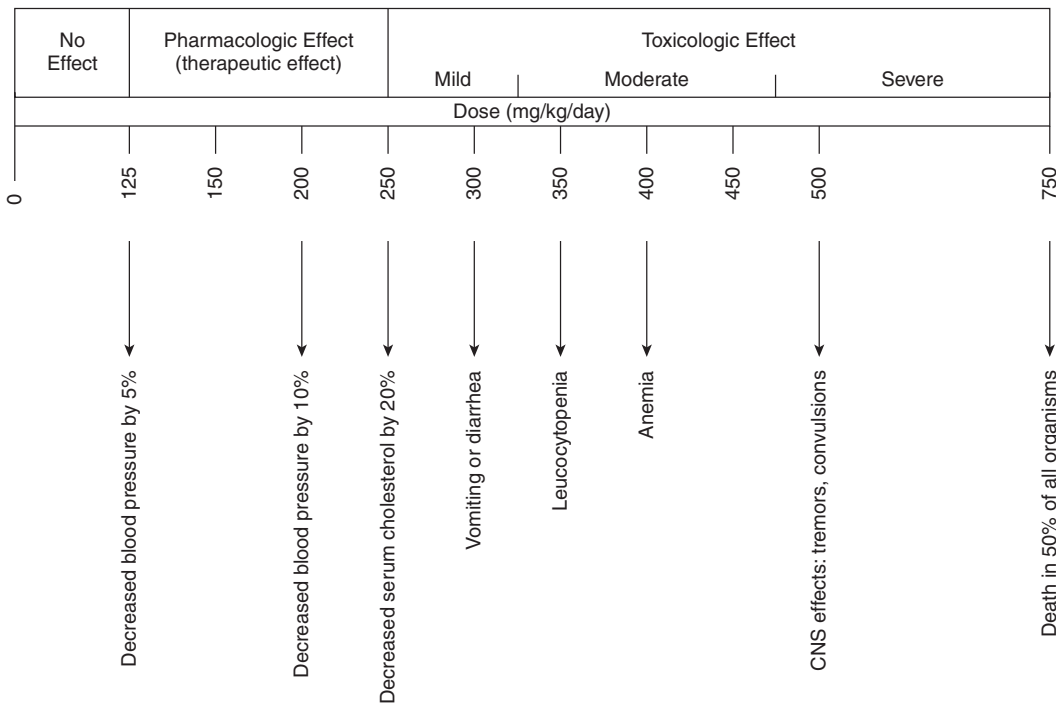 No
Effect
Pharmacologic Effect
(therapeutic effect)
Toxicologic Effect
Mild
Moderate
Severe
Dose (mg/kg/day)
0
125
150
200
250
300
350
400
450
500
750
Decreased blood pressure by 5%
Decreased blood pressure by 10%
Decreased serum cholesterol by 20%
Vomiting or diarrhea
Leucocytopenia
Anemia
CNS effects: tremors, convulsions
Death in 50% of all organisms